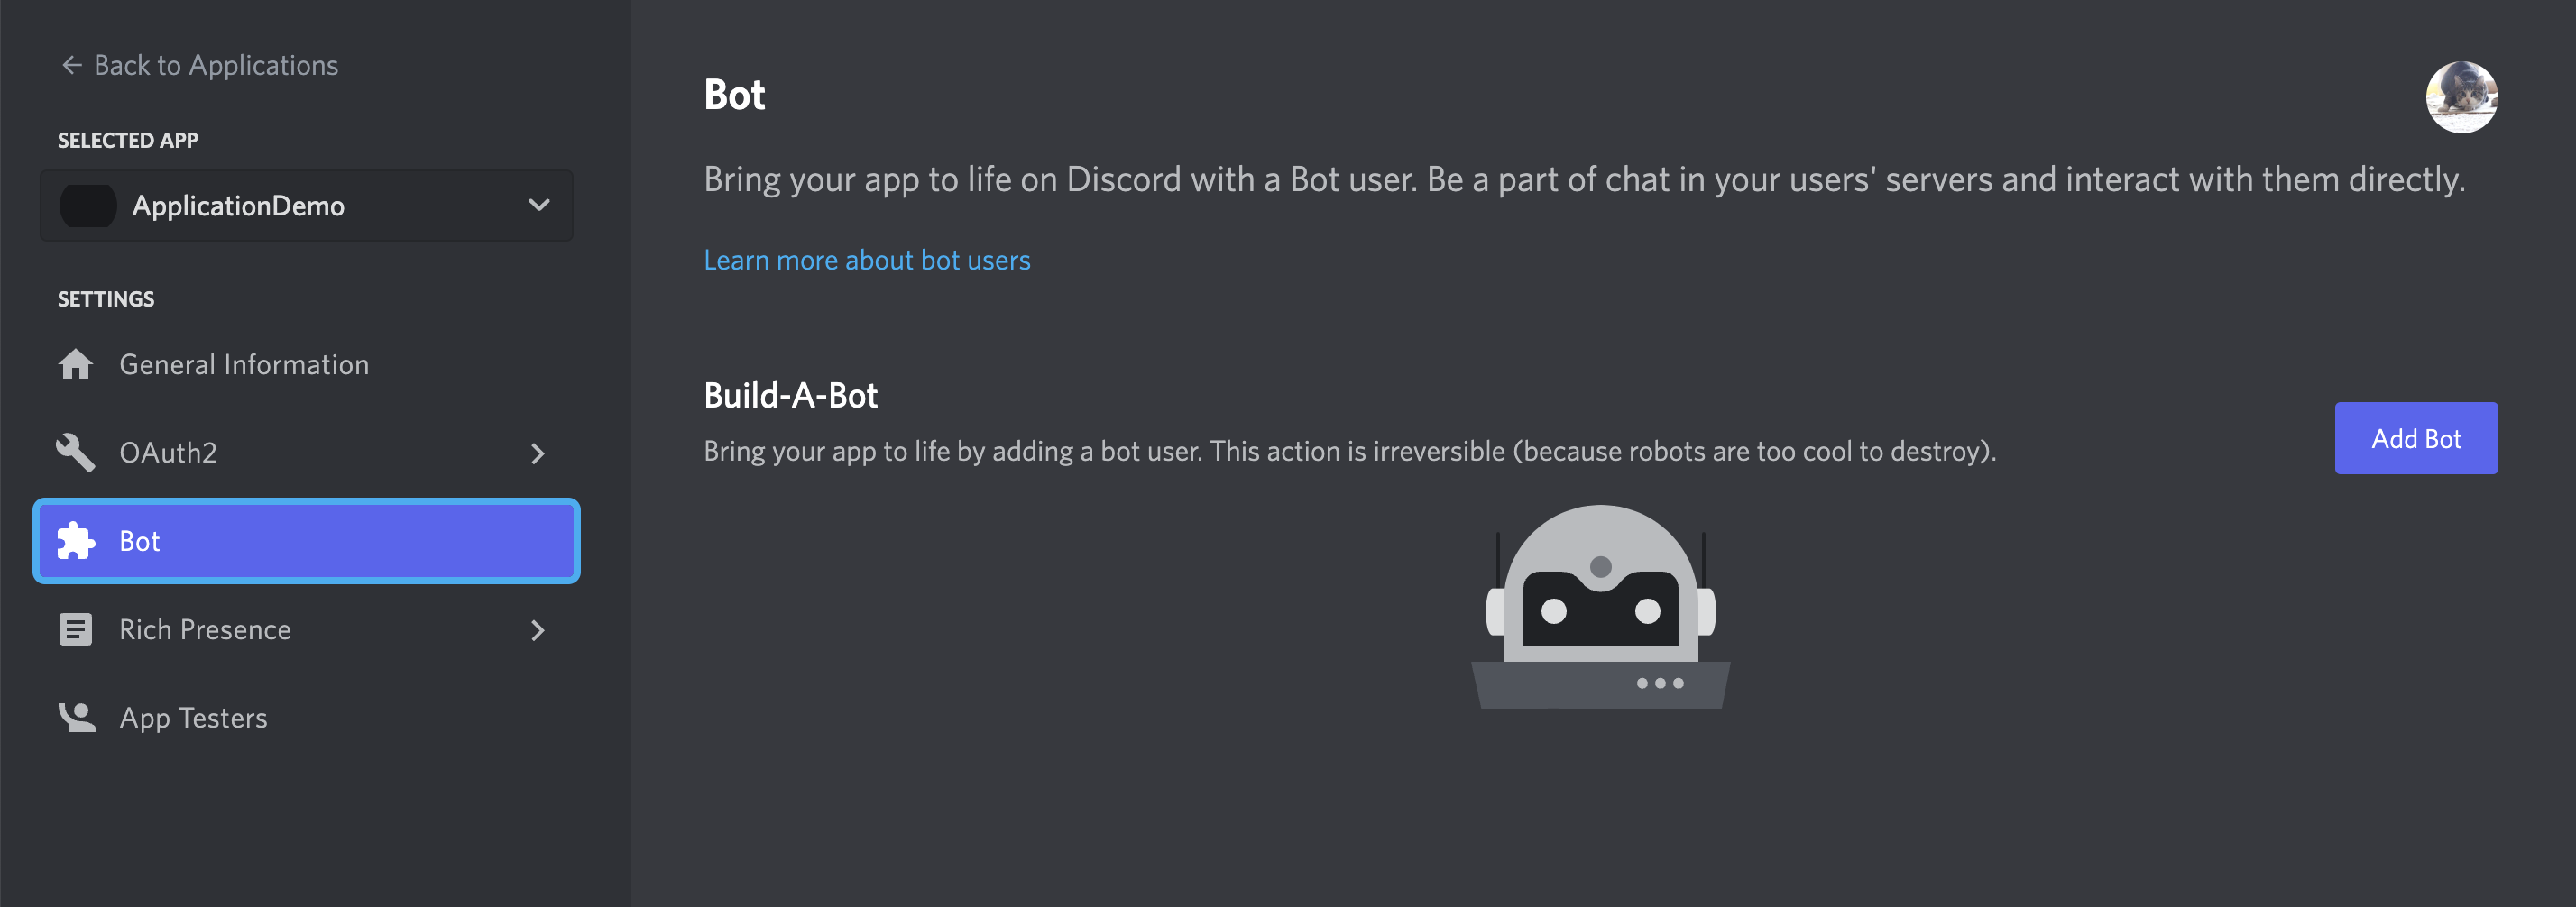 ← Back to Applications
SELECTED APP
ApplicationDemo
SETTINGS
General Information
OAuth2
Bot
Rich Presence
App Testers
Bot
Bring your app to life on Discord with a Bot user. Be a part of chat in your users' servers and interact with them directly.
Learn more about bot users
Build-A-Bot
Bring your app to life by adding a bot user. This action is irreversible (because robots are too cool to destroy).
Add Bot